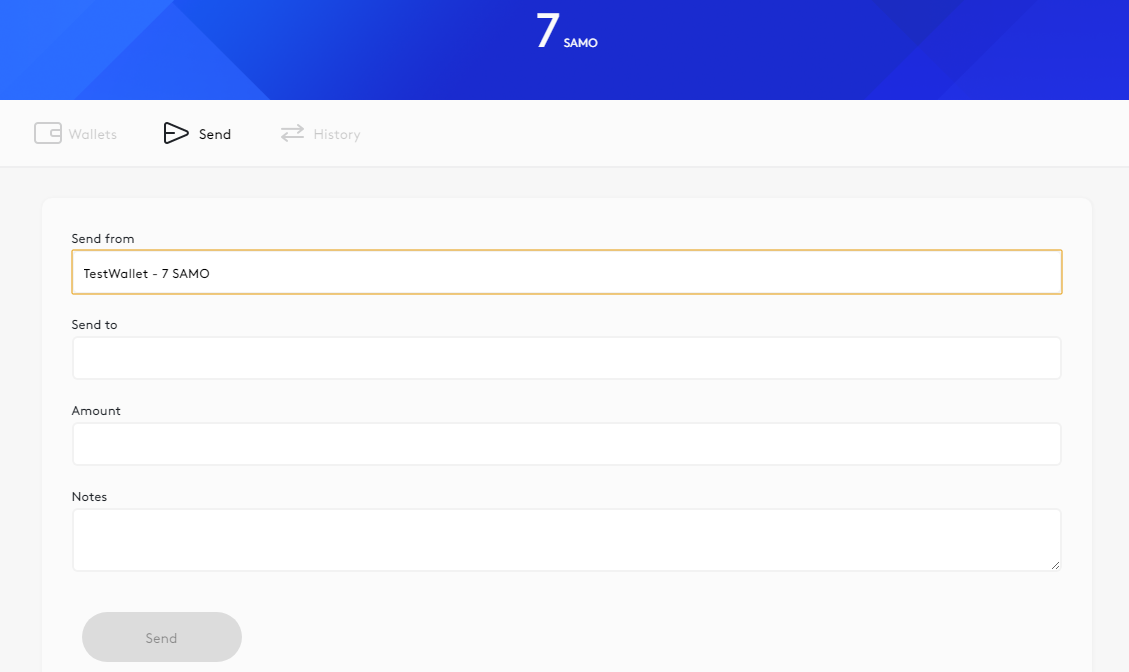 7 SAMO
Wallets Send History
Send from
TestWallet - 7 SAMO
Send to
Amount
Notes
Send